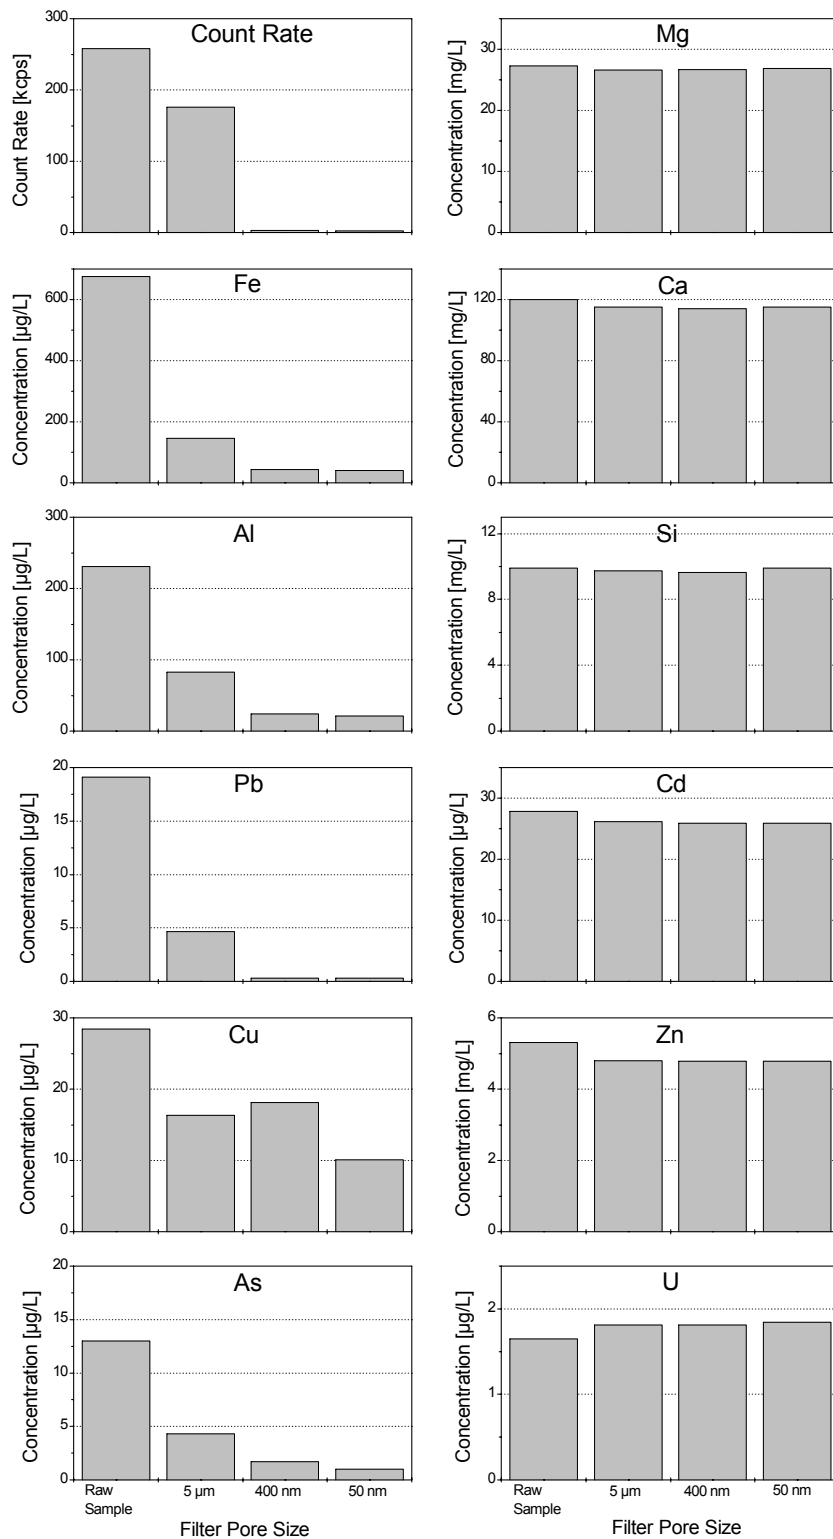 Count Rate
Count Rate [kcps]
300
200
100
0
Mg
Concentration [mg/L]
30
20
10
0
Fe
Concentration [µg/L]
600
400
200
0
Ca
Concentration [mg/L]
120
80
40
0
Al
Concentration [µg/L]
300
200
100
0
Si
Concentration [mg/L]
12
8
4
0
Pb
Concentration [µg/L]
20
15
10
5
0
Cd
Concentration [µg/L]
30
20
10
0
Cu
Concentration [µg/L]
30
20
10
0
Zn
Concentration [mg/L]
6
4
2
0
As
Concentration [µg/L]
20
15
10
5
0
Raw Sample 5 µm 400 nm 50 nm
Filter Pore Size
U
Concentration [µg/L]
2
1
0
Raw Sample 5 µm 400 nm 50 nm
Filter Pore Size